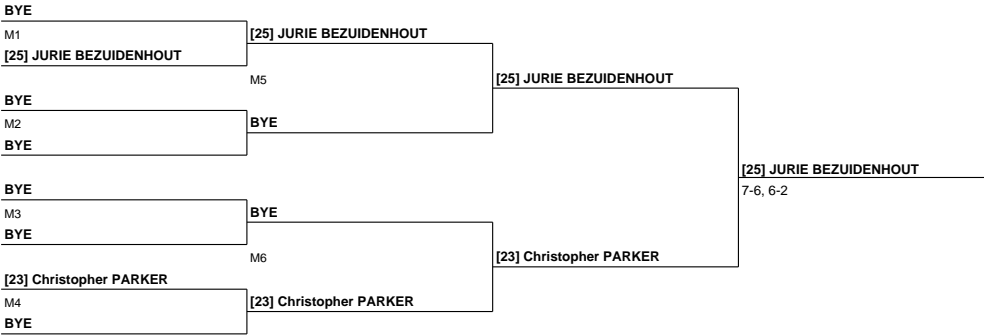 BYE
M1
[25] JURIE BEZUIDENHOUT
[25] JURIE BEZUIDENHOUT
M5
[25] JURIE BEZUIDENHOUT
BYE
M2
BYE
BYE
[25] JURIE BEZUIDENHOUT
7-6, 6-2
BYE
M3
BYE
BYE
M6
[23] Christopher PARKER
[23] Christopher PARKER
M4
[23] Christopher PARKER
BYE